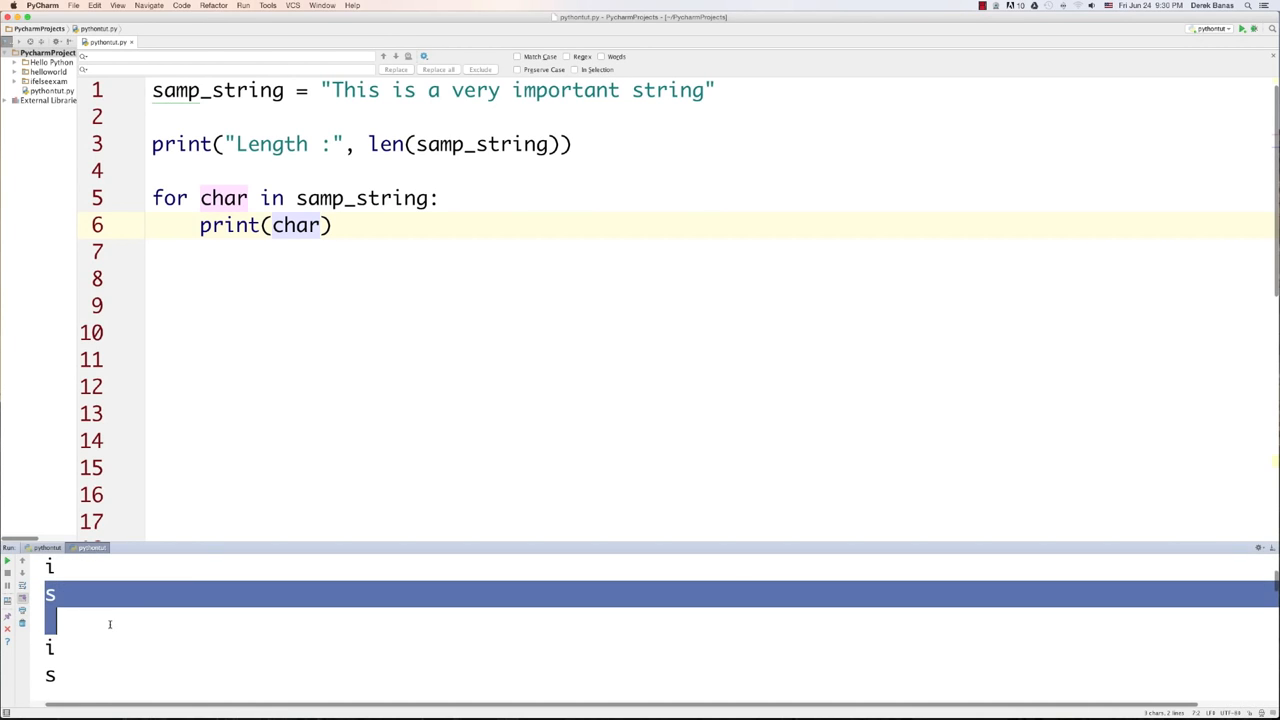 PyCharm File Edit View Navigate Code Refactor Run Tools VCS Window Help 10 Fri Jun 24 9:30 PM Derek Banas
pythontut.py - PycharmProjects - [~/PycharmProjects]
PycharmProjects pythontut.py pythontut
pythontut.py ×
PycharmProject
Hello Python
helloworld
ifelseexam
pythontut.py
External Librarie
Match Case Regex Words
Replace Replace all Exclude Preserve Case In Selection
1 samp_string = "This is a very important string"
2
3 print("Length :", len(samp_string))
4
5 for char in samp_string:
6 print(char)
7
8
9
10
11
12
13
14
15
16
17
Run: pythontut pythontut
i
s
i
s
3 chars, 2 lines 7:2 LF÷ UTF-8÷